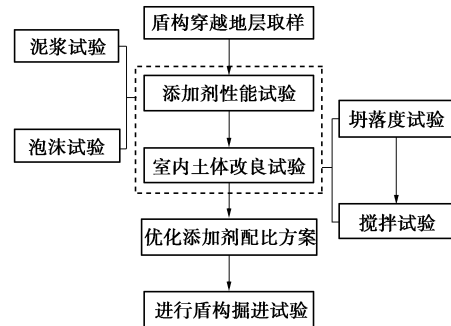 盾构穿越地层取样
泥浆试验
添加剂性能试验
泡沫试验
坍落度试验
室内土体改良试验
搅拌试验
优化添加剂配比方案
进行盾构掘进试验